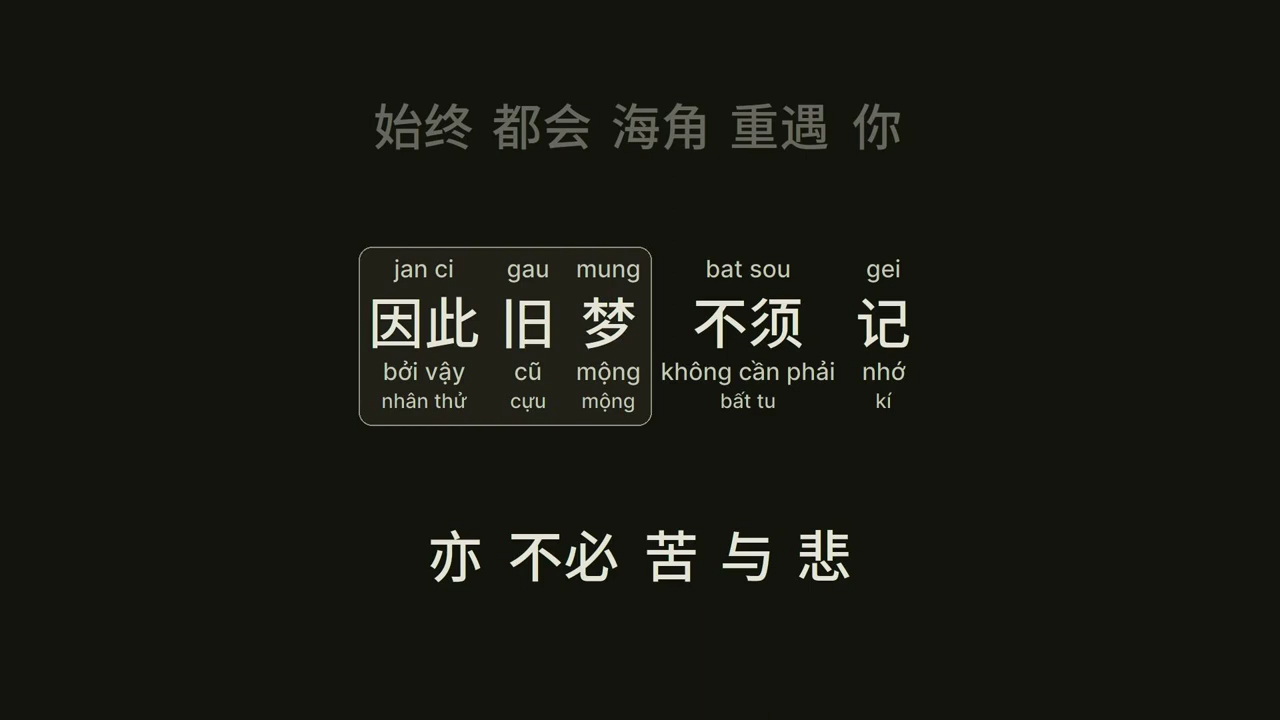 始终 都会 海角 重遇 你
jan ci gau mung bat sou gei
因此 旧 梦 不须 记
bởi vậy cũ mộng không cần phải nhớ
nhân thử cựu mộng bất tu kí
亦 不必 苦 与 悲